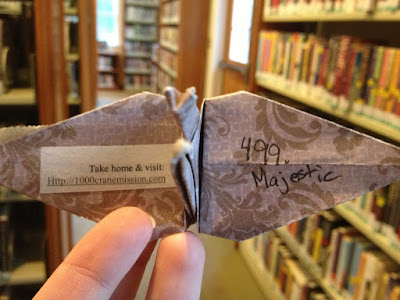 Take home & visit:
Http://1000cranemission.com
499.
Majestic